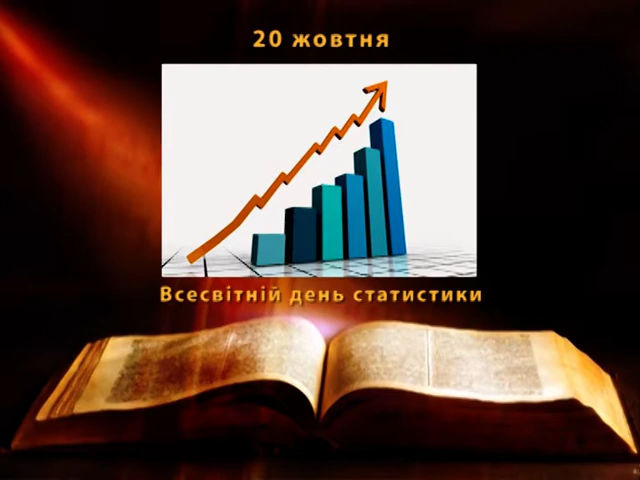 20 жовтня
Всесвітній день статистики